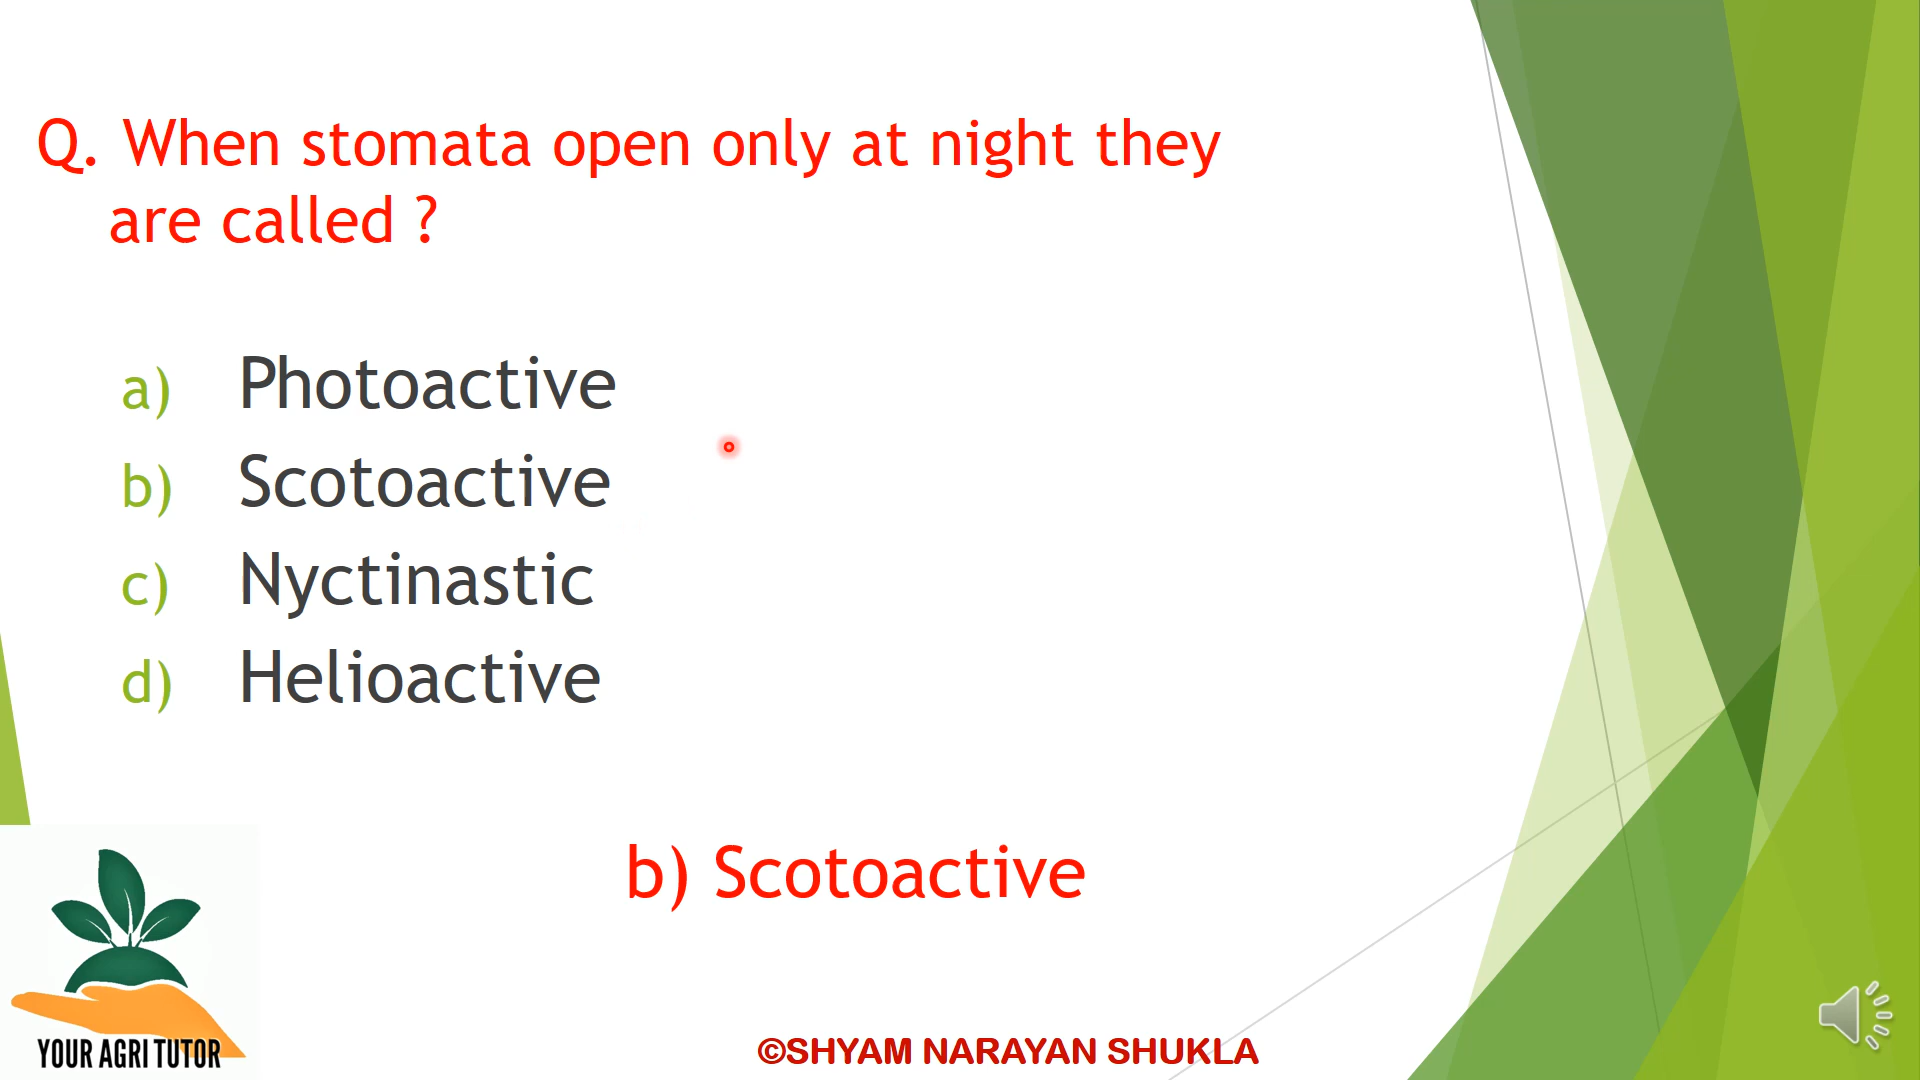 Q. When stomata open only at night they
are called ?
a) Photoactive
b) Scotoactive
c) Nyctinastic
d) Helioactive
b) Scotoactive
YOUR AGRI TUTOR
©SHYAM NARAYAN SHUKLA